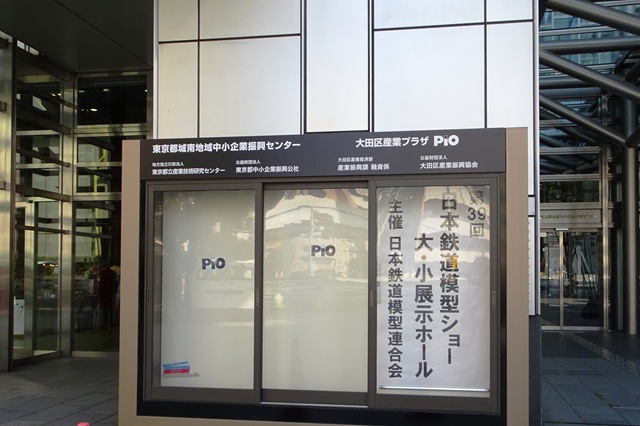 東京都城南地域中小企業振興センター
大田区産業プラザ PiO
地方独立行政法人
東京都立産業技術研究センター
公益財団法人
東京都中小企業振興公社
大田区産業経済部
産業振興課 融資係
公益財団法人
大田区産業振興協会
PiO
PiO
第39回
日本鉄道模型ショー
大・小展示ホール
主催 日本鉄道模型連合会